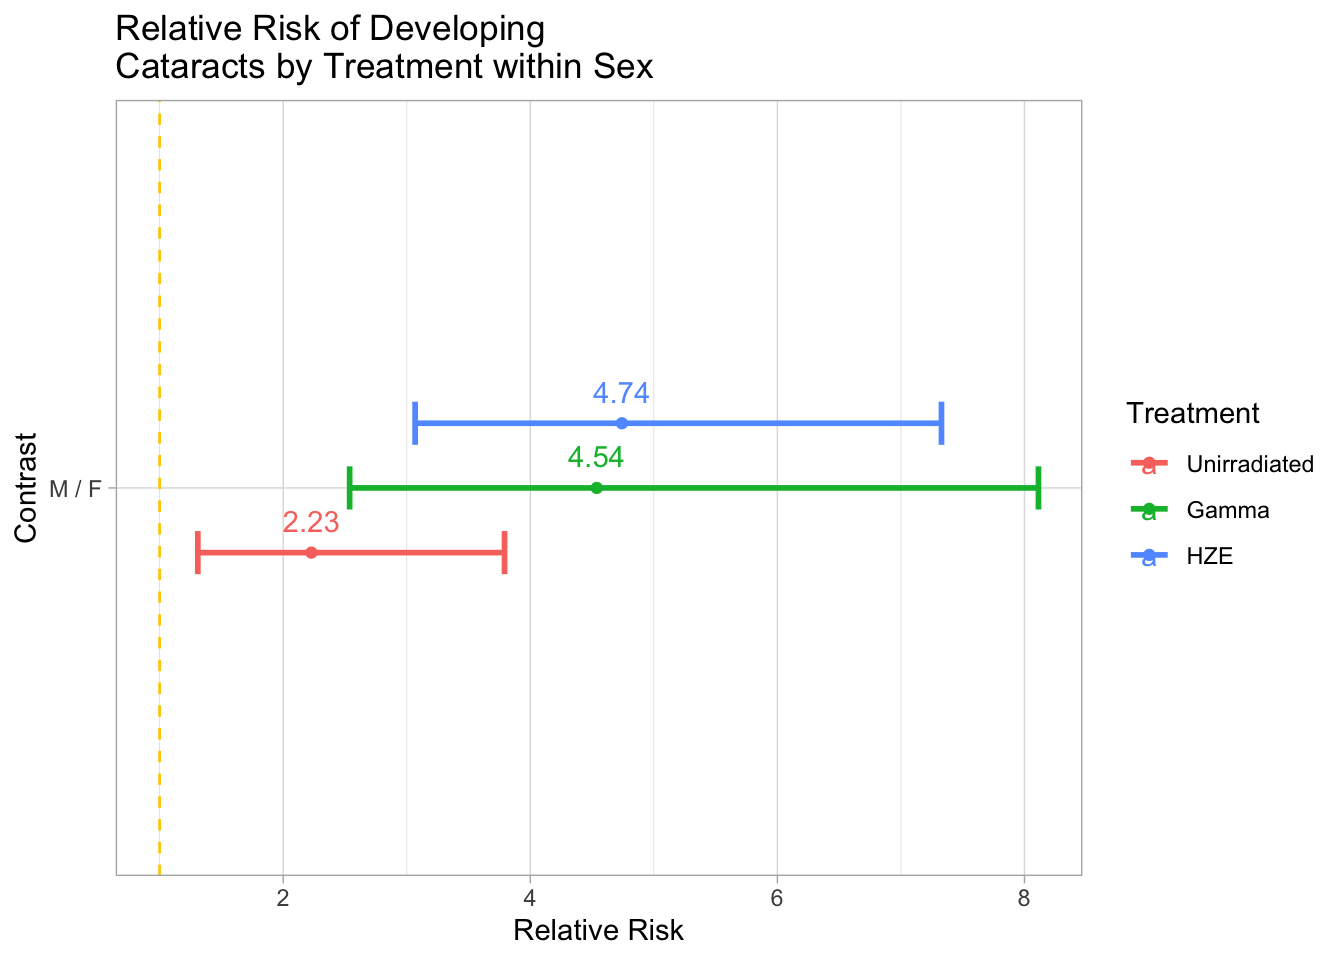 Relative Risk of Developing
Cataracts by Treatment within Sex
Contrast
M / F
4.74
4.54
2.23
2 4 6 8
Relative Risk
Treatment
a Unirradiated
a Gamma
a HZE